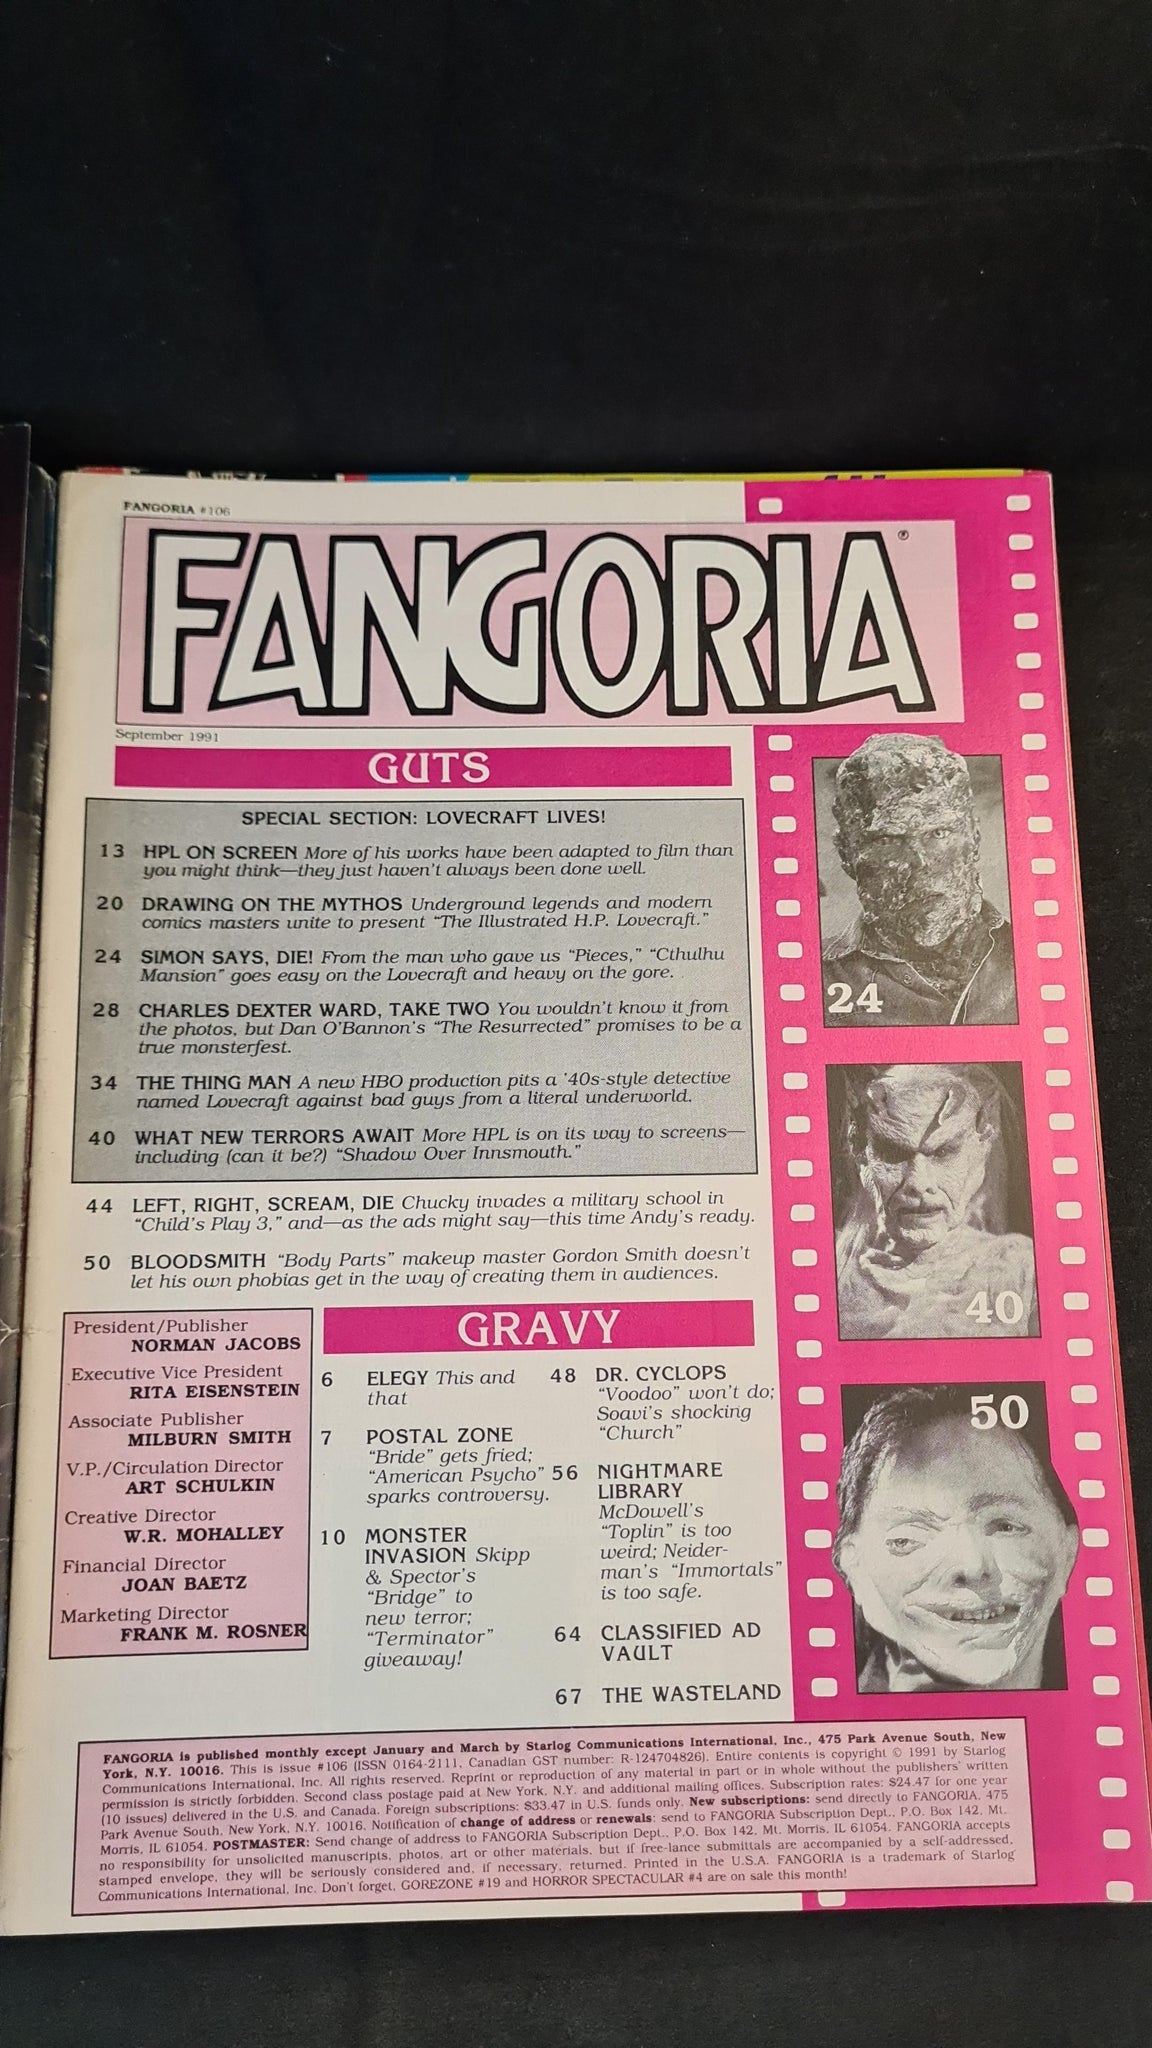 FANGORIA #106
FANGORIA®
September 1991
GUTS
SPECIAL SECTION: LOVECRAFT LIVES!
13 HPL ON SCREEN More of his works have been adapted to film than
you might think—they just haven't always been done well.
20 DRAWING ON THE MYTHOS Underground legends and modern
comics masters unite to present "The Illustrated H.P. Lovecraft."
24 SIMON SAYS, DIE! From the man who gave us "Pieces," "Cthulhu
Mansion" goes easy on the Lovecraft and heavy on the gore.
28 CHARLES DEXTER WARD, TAKE TWO You wouldn't know it from
the photos, but Dan O'Bannon's "The Resurrected" promises to be a
true monsterfest.
34 THE THING MAN A new HBO production pits a '40s-style detective
named Lovecraft against bad guys from a literal underworld.
40 WHAT NEW TERRORS AWAIT More HPL is on its way to screens—
including (can it be?) "Shadow Over Innsmouth."
44 LEFT, RIGHT, SCREAM, DIE Chucky invades a military school in
"Child's Play 3," and—as the ads might say—this time Andy's ready.
50 BLOODSMITH "Body Parts" makeup master Gordon Smith doesn't
let his own phobias get in the way of creating them in audiences.
President/Publisher
NORMAN JACOBS
Executive Vice President
RITA EISENSTEIN
Associate Publisher
MILBURN SMITH
V.P./Circulation Director
ART SCHULKIN
Creative Director
W.R. MOHALLEY
Financial Director
JOAN BAETZ
Marketing Director
FRANK M. ROSNER
GRAVY
6 ELEGY This and
that
7 POSTAL ZONE
"Bride" gets fried;
"American Psycho"
sparks controversy.
10 MONSTER
INVASION Skipp
& Spector's
"Bridge" to
new terror;
"Terminator"
giveaway!
48 DR. CYCLOPS
"Voodoo" won't do;
Soavi's shocking
"Church"
56 NIGHTMARE
LIBRARY
McDowell's
"Toplin" is too
weird; Neider-
man's "Immortals"
is too safe.
64 CLASSIFIED AD
VAULT
67 THE WASTELAND
24
40
50
FANGORIA is published monthly except January and March by Starlog Communications International, Inc., 475 Park Avenue South, New
York, N.Y. 10016. This is issue #106 (ISSN 0164-2111, Canadian GST number: R-124704826). Entire contents is copyright © 1991 by Starlog
Communications International, Inc. All rights reserved. Reprint or reproduction of any material in part or in whole without the publishers' written
permission is strictly forbidden. Second class postage paid at New York, N.Y. and additional mailing offices. Subscription rates: $24.47 for one year
(10 issues) delivered in the U.S. and Canada. Foreign subscriptions: $33.47 in U.S. funds only. New subscriptions: send directly to FANGORIA, 475
Park Avenue South, New York, N.Y. 10016. Notification of change of address or renewals: send to FANGORIA Subscription Dept., P.O. Box 142, Mt.
Morris, IL 61054. POSTMASTER: Send change of address to FANGORIA Subscription Dept., P.O. Box 142, Mt. Morris, IL 61054. FANGORIA accepts
no responsibility for unsolicited manuscripts, photos, art or other materials, but if free-lance submittals are accompanied by a self-addressed,
stamped envelope, they will be seriously considered and, if necessary, returned. Printed in the U.S.A. FANGORIA is a trademark of Starlog
Communications International, Inc. Don't forget, GOREZONE #19 and HORROR SPECTACULAR #4 are on sale this month!